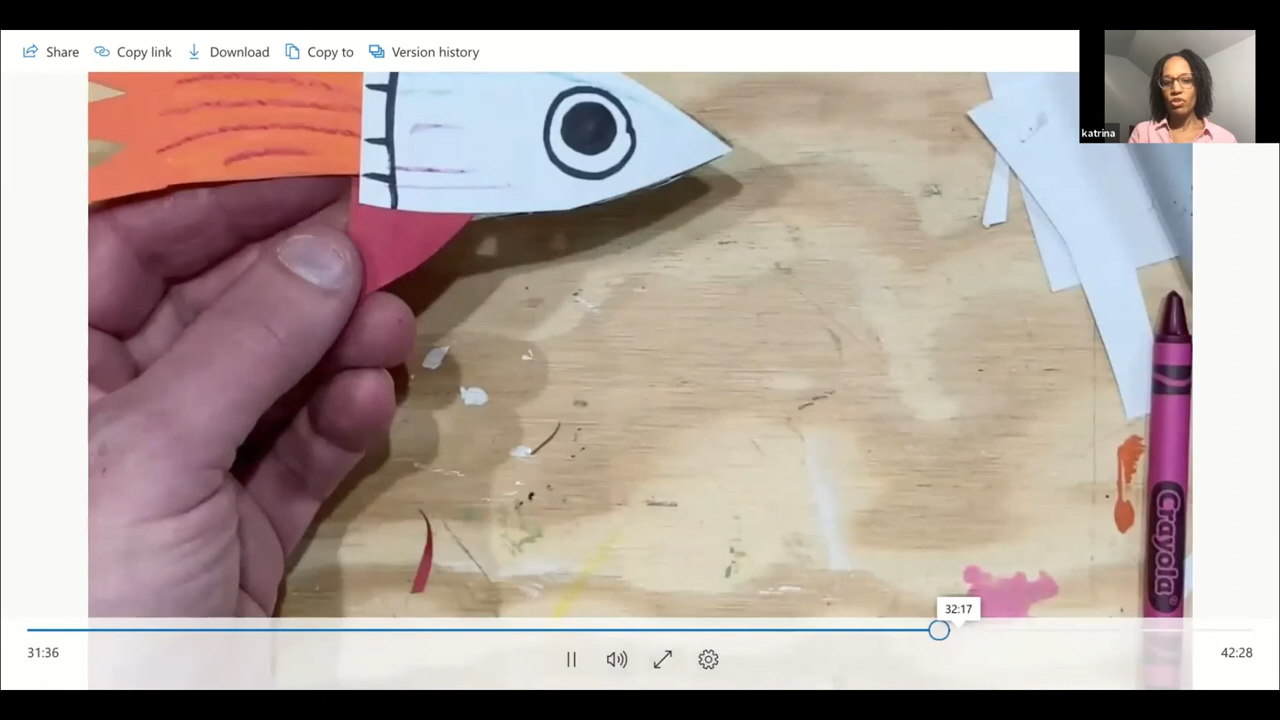 Share Copy link Download Copy to Version history
katrina
Crayola
32:17
31:36 42:28